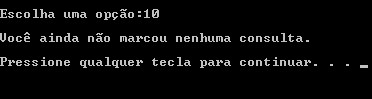 Escolha uma opção:10
Você ainda não marcou nenhuma consulta.
Pressione qualquer tecla para continuar. . . _